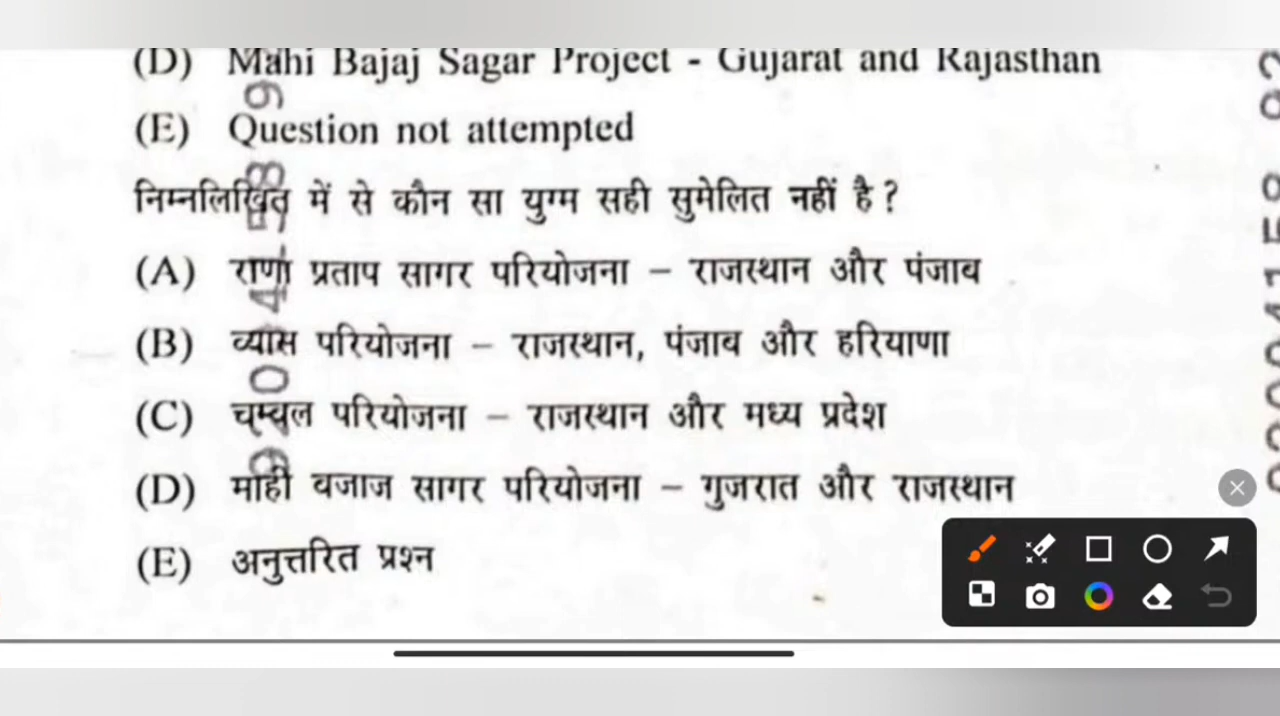 (D) Mahi Bajaj Sagar Project - Gujarat and Rajasthan
(E) Question not attempted
निम्नलिखित में से कौन सा युग्म सही सुमेलित नहीं है ?
(A) राणा प्रताप सागर परियोजना – राजस्थान और पंजाब
(B) व्यास परियोजना – राजस्थान, पंजाब और हरियाणा
(C) चम्बल परियोजना – राजस्थान और मध्य प्रदेश
(D) माही बजाज सागर परियोजना – गुजरात और राजस्थान
(E) अनुत्तरित प्रश्न